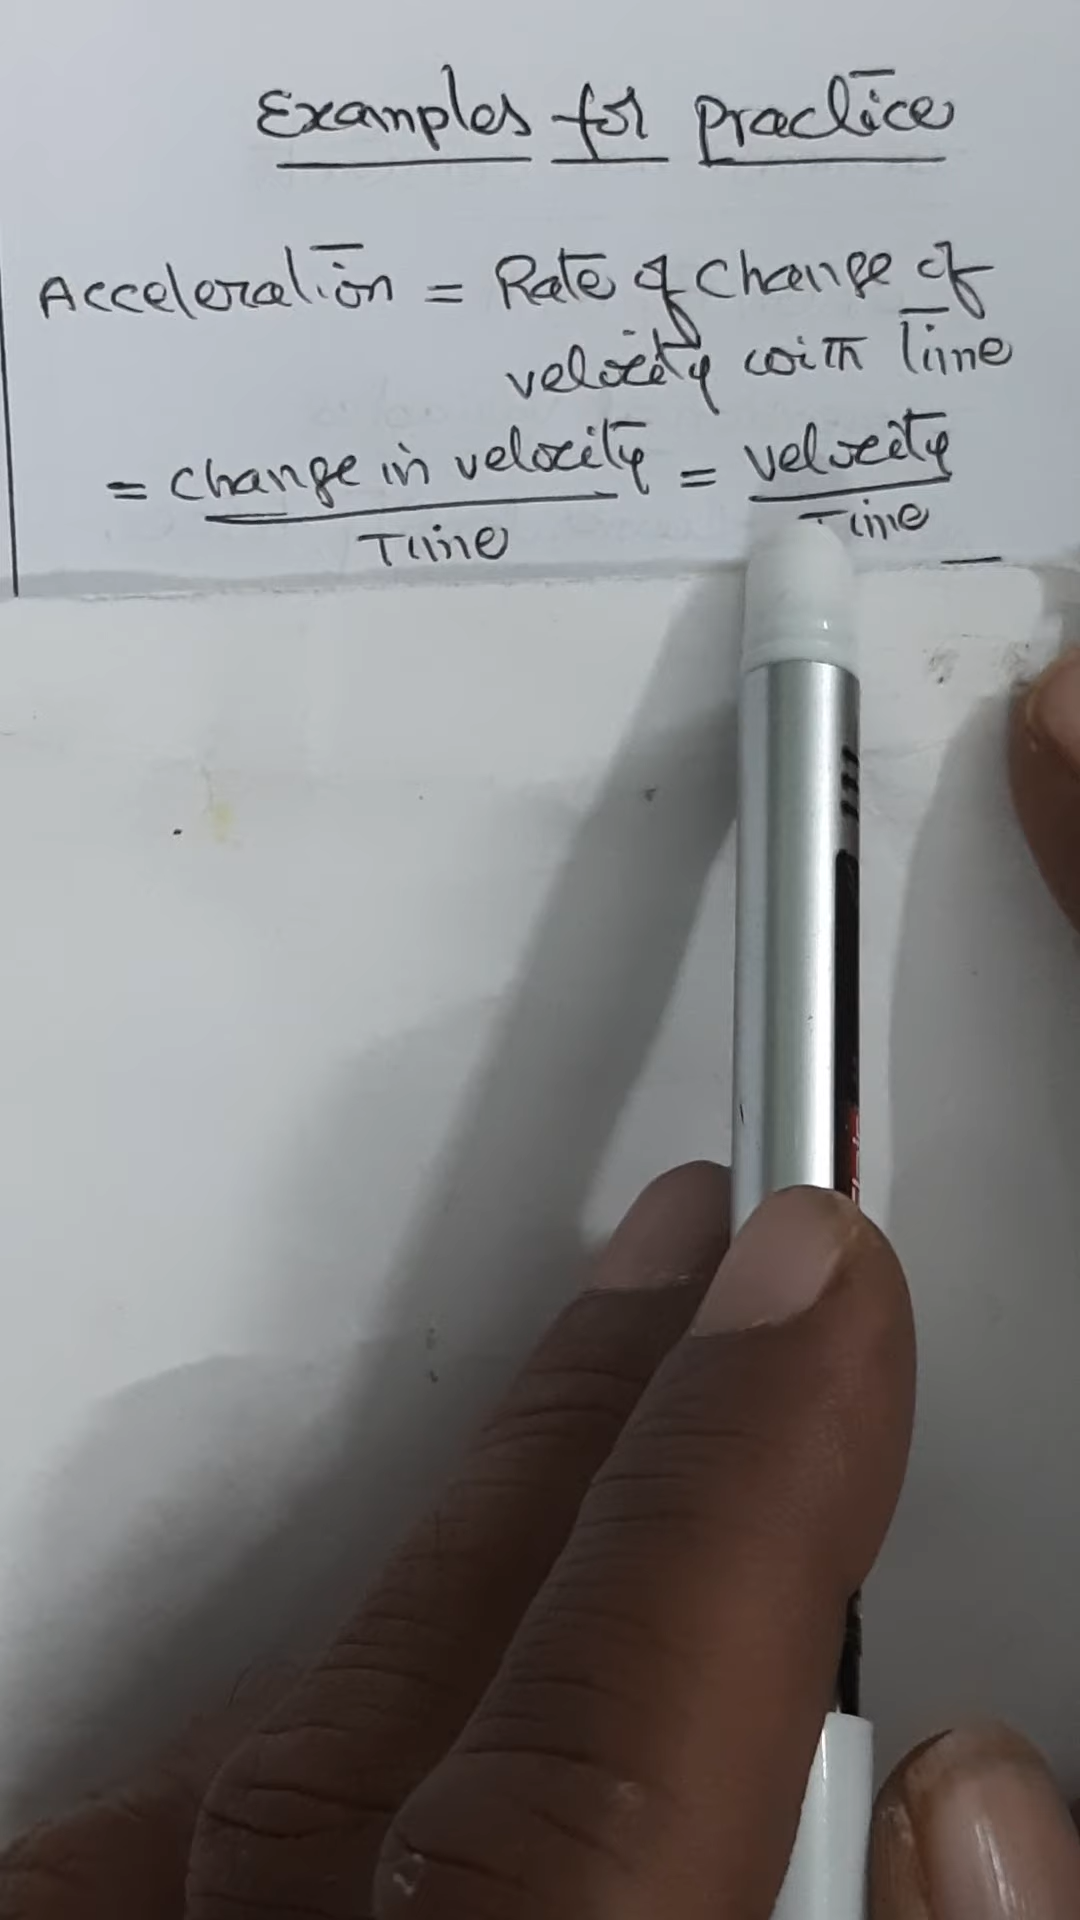 Examples for practice
Acceleration = Rate of change of
velocity with Time
= change in velocity / Time = velocity / Time